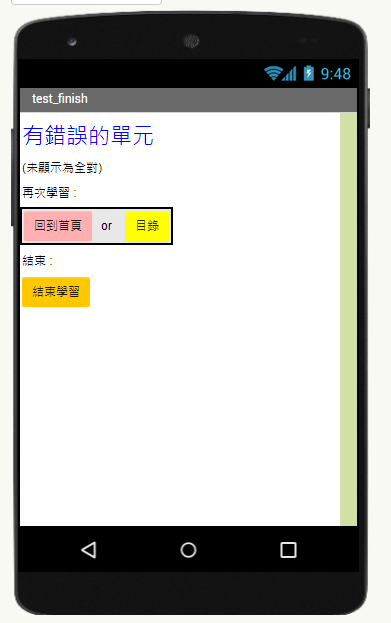 9:48
test_finish
有錯誤的單元
(未顯示為全對)
再次學習 :
回到首頁 or 目錄
結束 :
結束學習